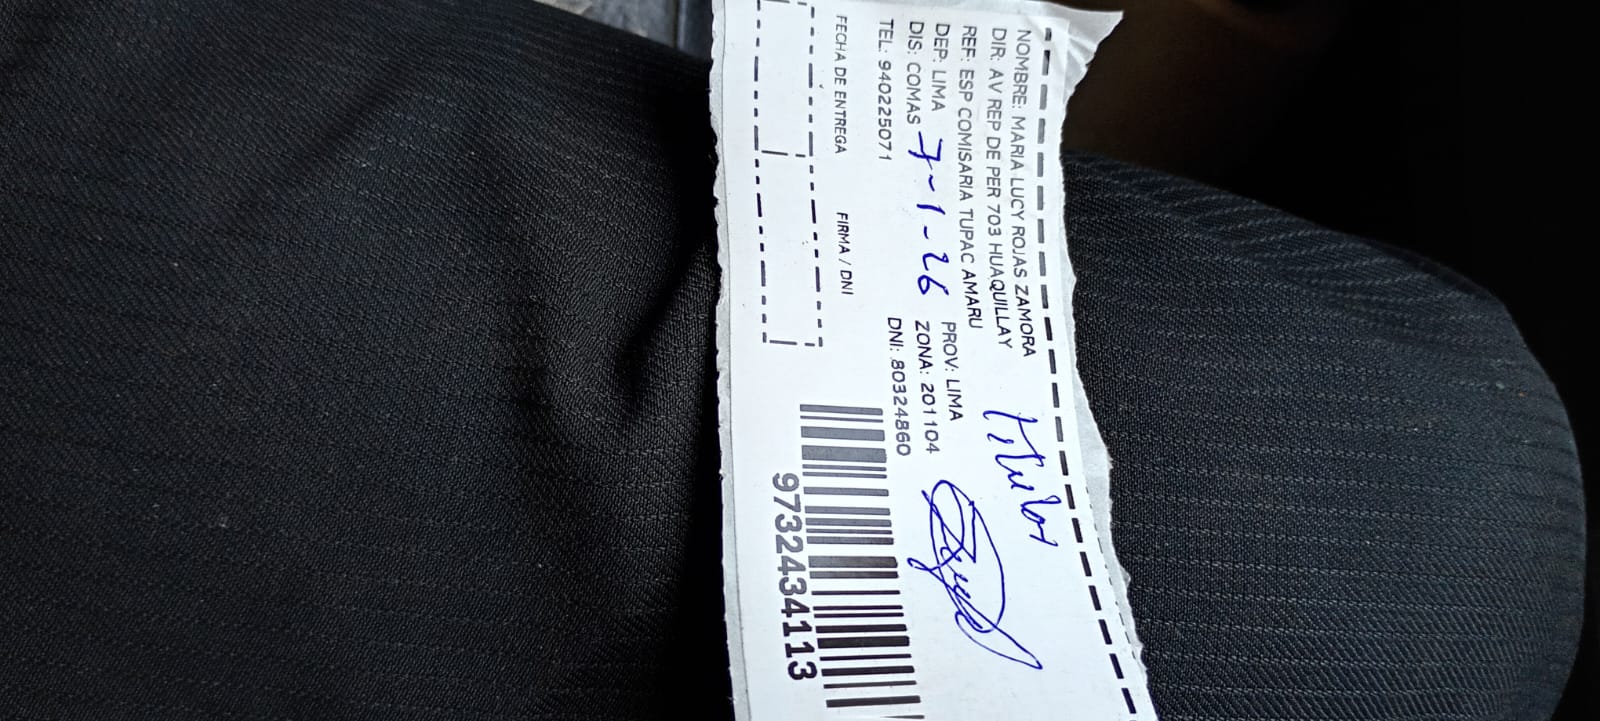 NOMBRE: MARIA LUCY ROJAS ZAMORA
DIR: AV REP DE PER 703 HUAQUILLAY
REF: ESP COMISARIA TUPAC AMARU
DEP: LIMA PROV: LIMA
DIS: COMAS ZONA: 201104
7-1-26
TEL: 940225071 DNI: 80324860
FECHA DE ENTREGA FIRMA / DNI
9732434113